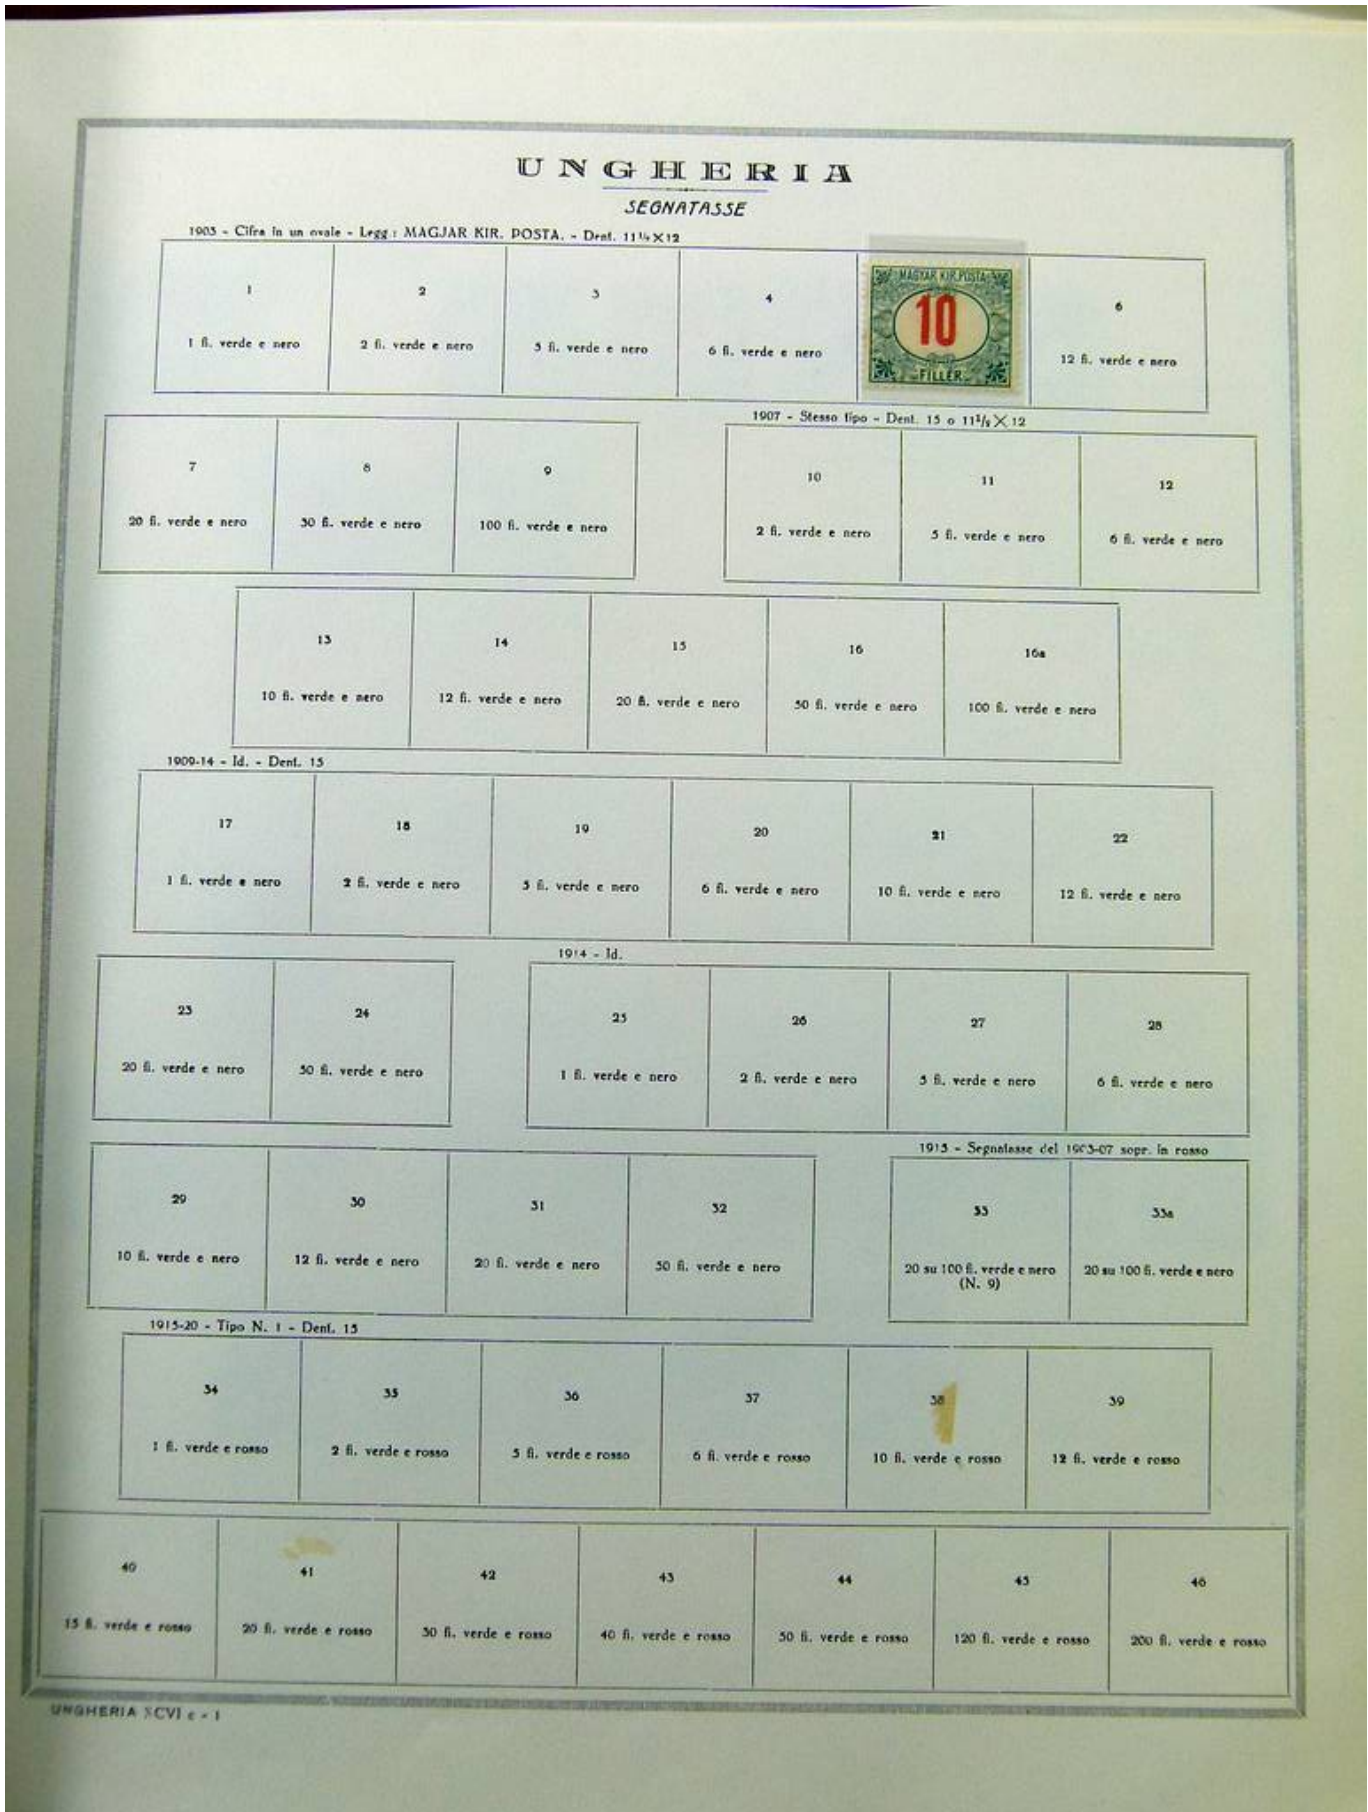 UNGHERIA
SEGNATASSE
1903 - Cifra in un ovale - Legg.: MAGJAR KIR. POSTA. - Dent. 11½×12
1
1 fi. verde e nero
2
2 fi. verde e nero
3
5 fi. verde e nero
4
6 fi. verde e nero
MAGYAR KIR. POSTA
10
FILLÉR
6
12 fi. verde e nero
7
20 fi. verde e nero
8
50 fi. verde e nero
9
100 fi. verde e nero
1907 - Stesso tipo - Dent. 15 o 11½×12
10
2 fi. verde e nero
11
5 fi. verde e nero
12
6 fi. verde e nero
13
10 fi. verde e nero
14
12 fi. verde e nero
15
20 fi. verde e nero
16
50 fi. verde e nero
16a
100 fi. verde e nero
1909-14 - Id. - Dent. 15
17
1 fi. verde e nero
18
2 fi. verde e nero
19
5 fi. verde e nero
20
6 fi. verde e nero
21
10 fi. verde e nero
22
12 fi. verde e nero
23
20 fi. verde e nero
24
50 fi. verde e nero
1914 - Id.
25
1 fi. verde e nero
26
2 fi. verde e nero
27
5 fi. verde e nero
28
6 fi. verde e nero
29
10 fi. verde e nero
30
12 fi. verde e nero
31
20 fi. verde e nero
32
50 fi. verde e nero
1915 - Segnatasse del 1903-07 sopr. in rosso
33
20 su 100 fi. verde e nero
(N. 9)
33a
20 su 100 fi. verde e nero
1915-20 - Tipo N. 1 - Dent. 15
34
1 fi. verde e rosso
35
2 fi. verde e rosso
36
5 fi. verde e rosso
37
6 fi. verde e rosso
38
10 fi. verde e rosso
39
12 fi. verde e rosso
40
15 fi. verde e rosso
41
20 fi. verde e rosso
42
30 fi. verde e rosso
43
40 fi. verde e rosso
44
50 fi. verde e rosso
45
120 fi. verde e rosso
46
200 fi. verde e rosso
UNGHERIA XCVI c - 1